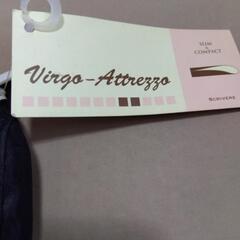 SLIM
&
COMPACT
Virgo-Attrezzo
SCRIVERE